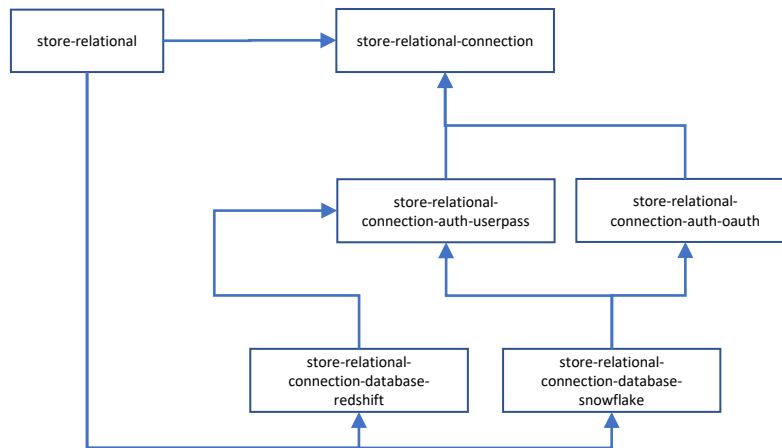 store-relational
store-relational-connection
store-relational-
connection-auth-userpass
store-relational-
connection-auth-oauth
store-relational-
connection-database-
redshift
store-relational-
connection-database-
snowflake